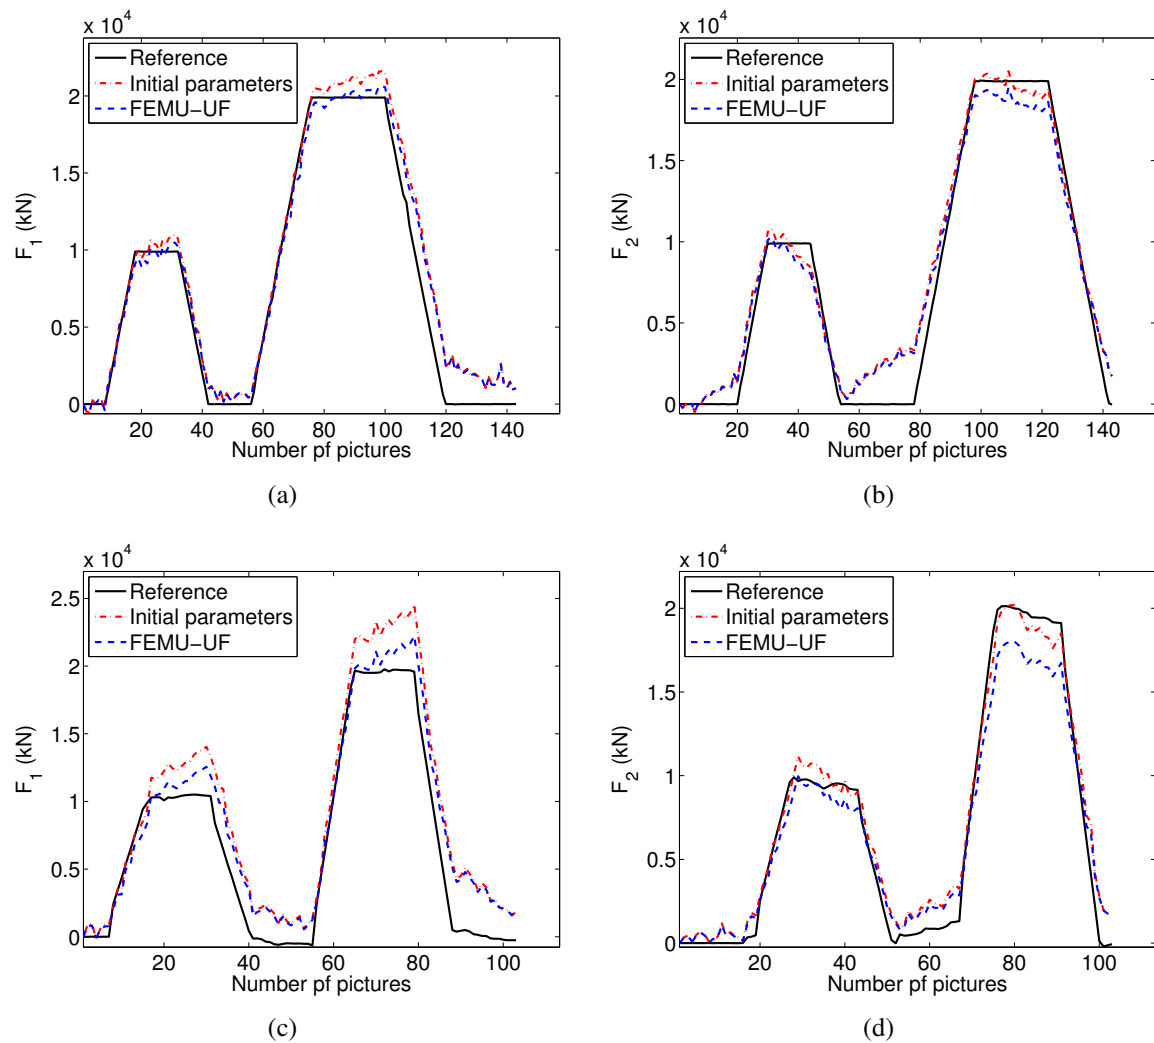 x 10^4
Reference
Initial parameters
FEMU-UF
F_1 (kN)
2
1.5
1
0.5
0
20 40 60 80 100 120 140
Number pf pictures
(a)
x 10^4
Reference
Initial parameters
FEMU-UF
F_2 (kN)
2
1.5
1
0.5
0
20 40 60 80 100 120 140
Number pf pictures
(b)
x 10^4
Reference
Initial parameters
FEMU-UF
F_1 (kN)
2.5
2
1.5
1
0.5
0
20 40 60 80 100
Number pf pictures
(c)
x 10^4
Reference
Initial parameters
FEMU-UF
F_2 (kN)
2
1.5
1
0.5
0
20 40 60 80 100
Number pf pictures
(d)